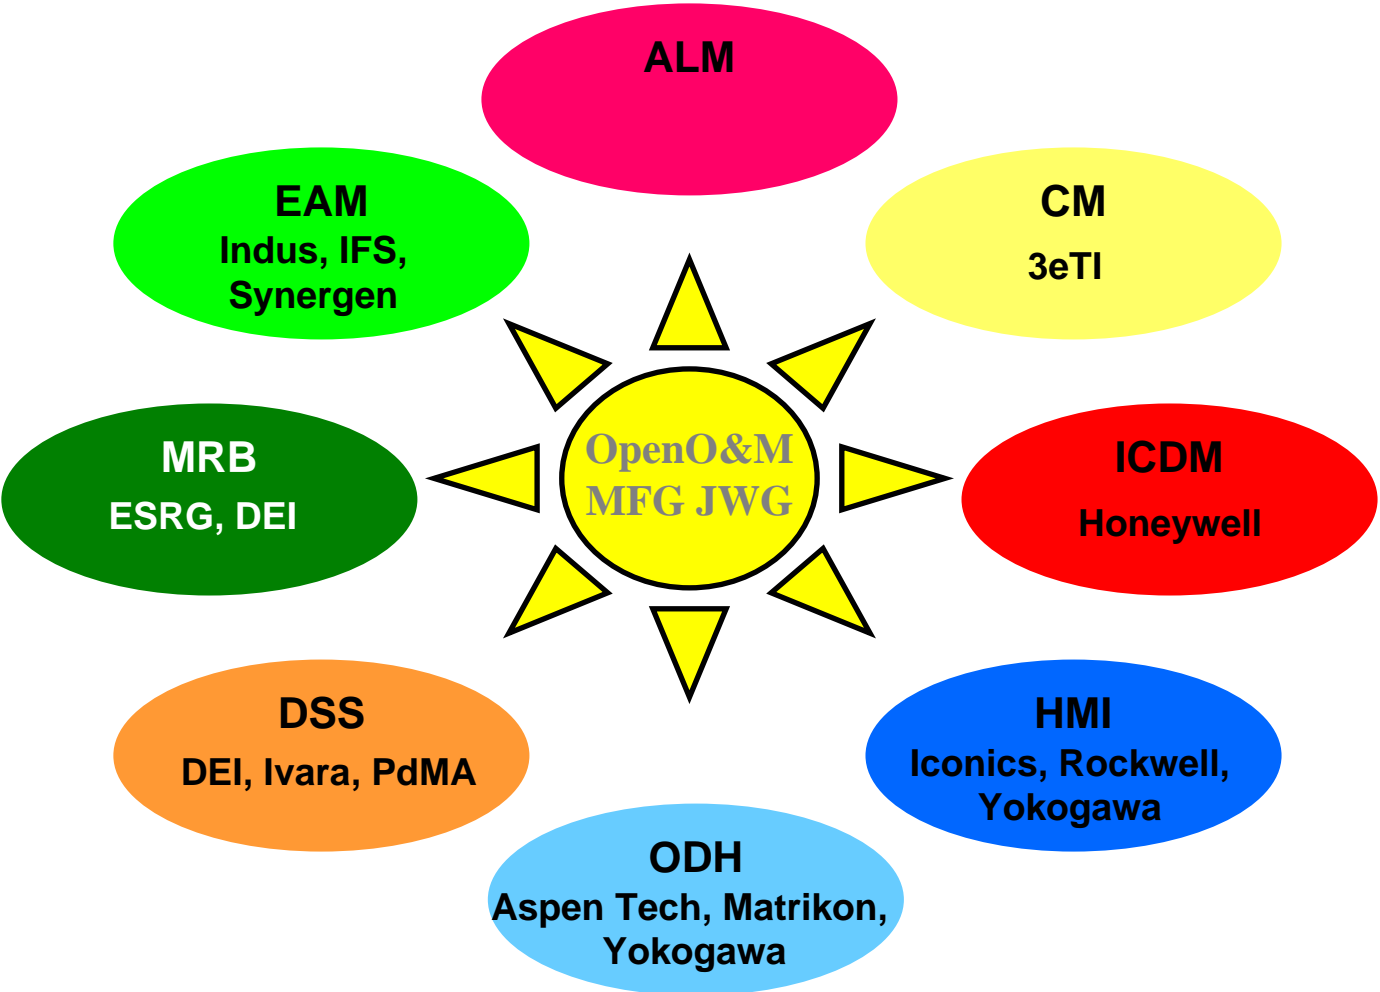 ALM
EAM
Indus, IFS,
Synergen
CM
3eTI
OpenO&M
MFG JWG
MRB
ESRG, DEI
ICDM
Honeywell
DSS
DEI, Ivara, PdMA
HMI
Iconics, Rockwell,
Yokogawa
ODH
Aspen Tech, Matrikon,
Yokogawa